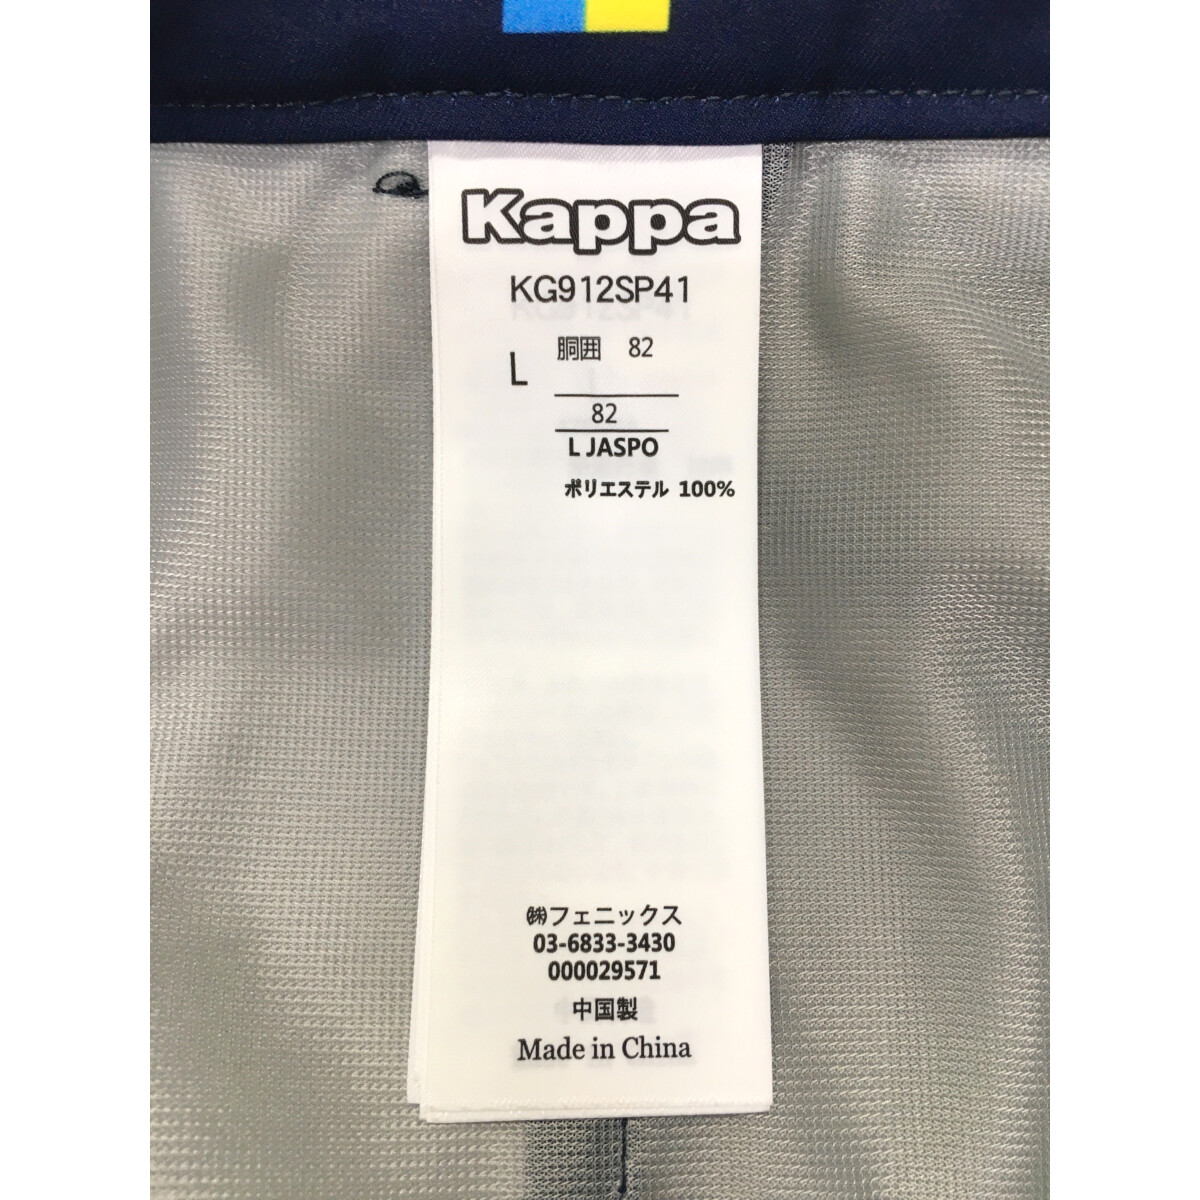 Kappa
KG912SP41
胴囲 82
L
82
L JASPO
ポリエステル 100%
㈱フェニックス
03-6833-3430
000029571
中国製
Made in China